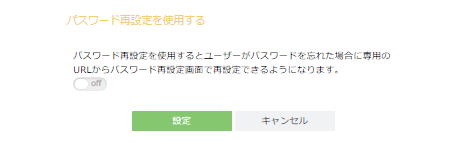 パスワード再設定を使用する
パスワード再設定を使用するとユーザーがパスワードを忘れた場合に専用の
URLからパスワード再設定画面で再設定できるようになります。
off
設定 キャンセル